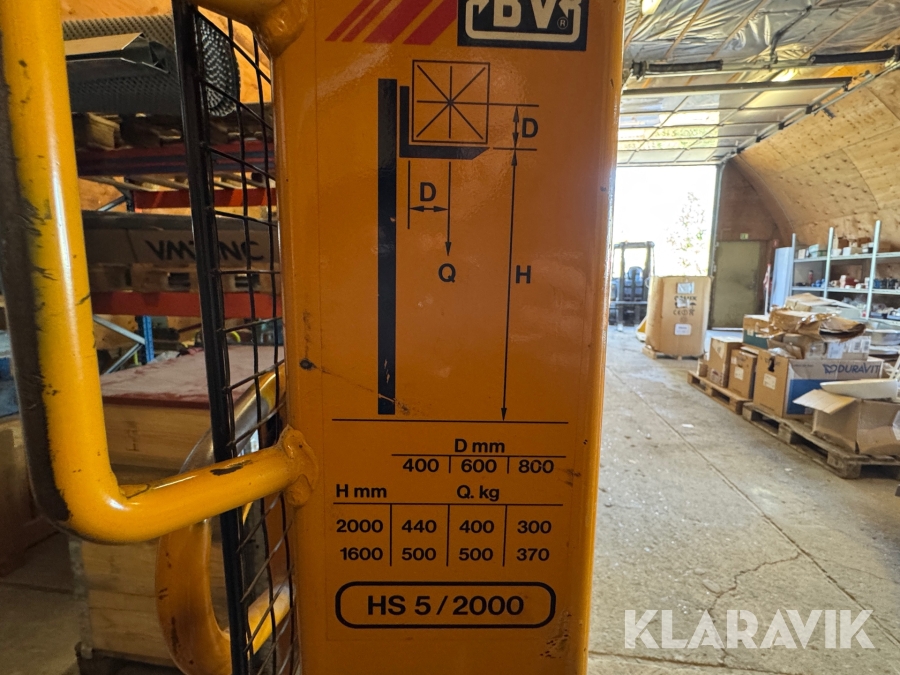 BV®
D
D
Q
H
D mm
400 600 800
H mm Q. kg
2000 440 400 300
1600 500 500 370
HS 5/2000
DURAVIT
KLARAVIK